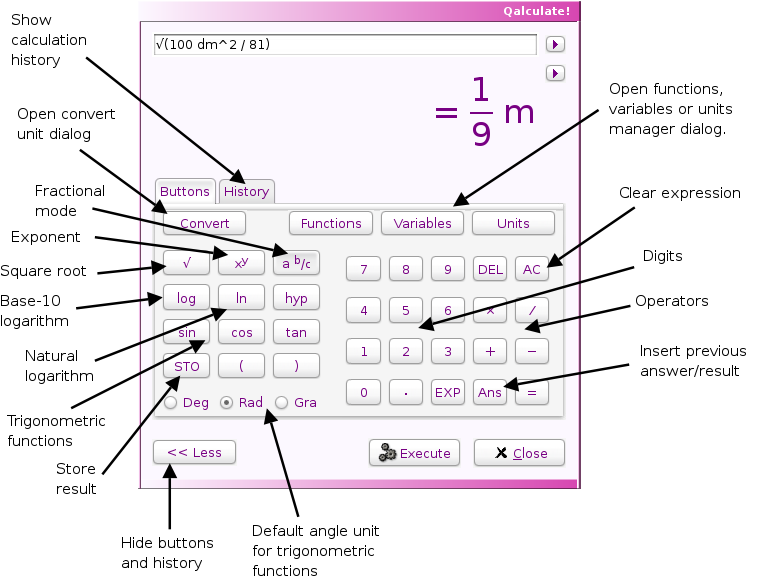 Qalculate!
√(100 dm^2 / 81)
= 1/9 m
Show
calculation
history
Open convert
unit dialog
Fractional
mode
Exponent
Square root
Base-10
logarithm
Natural
logarithm
Trigonometric
functions
Store
result
Hide buttons
and history
Default angle unit
for trigonometric
functions
Open functions,
variables or units
manager dialog.
Clear expression
Digits
Operators
Insert previous
answer/result
Buttons History
Convert Functions Variables Units
√ xy a b/c
7 8 9 DEL AC
log ln hyp
4 5 6 × /
sin cos tan
1 2 3 + −
STO ( )
0 . EXP Ans =
Deg Rad Gra
<< Less Execute Close